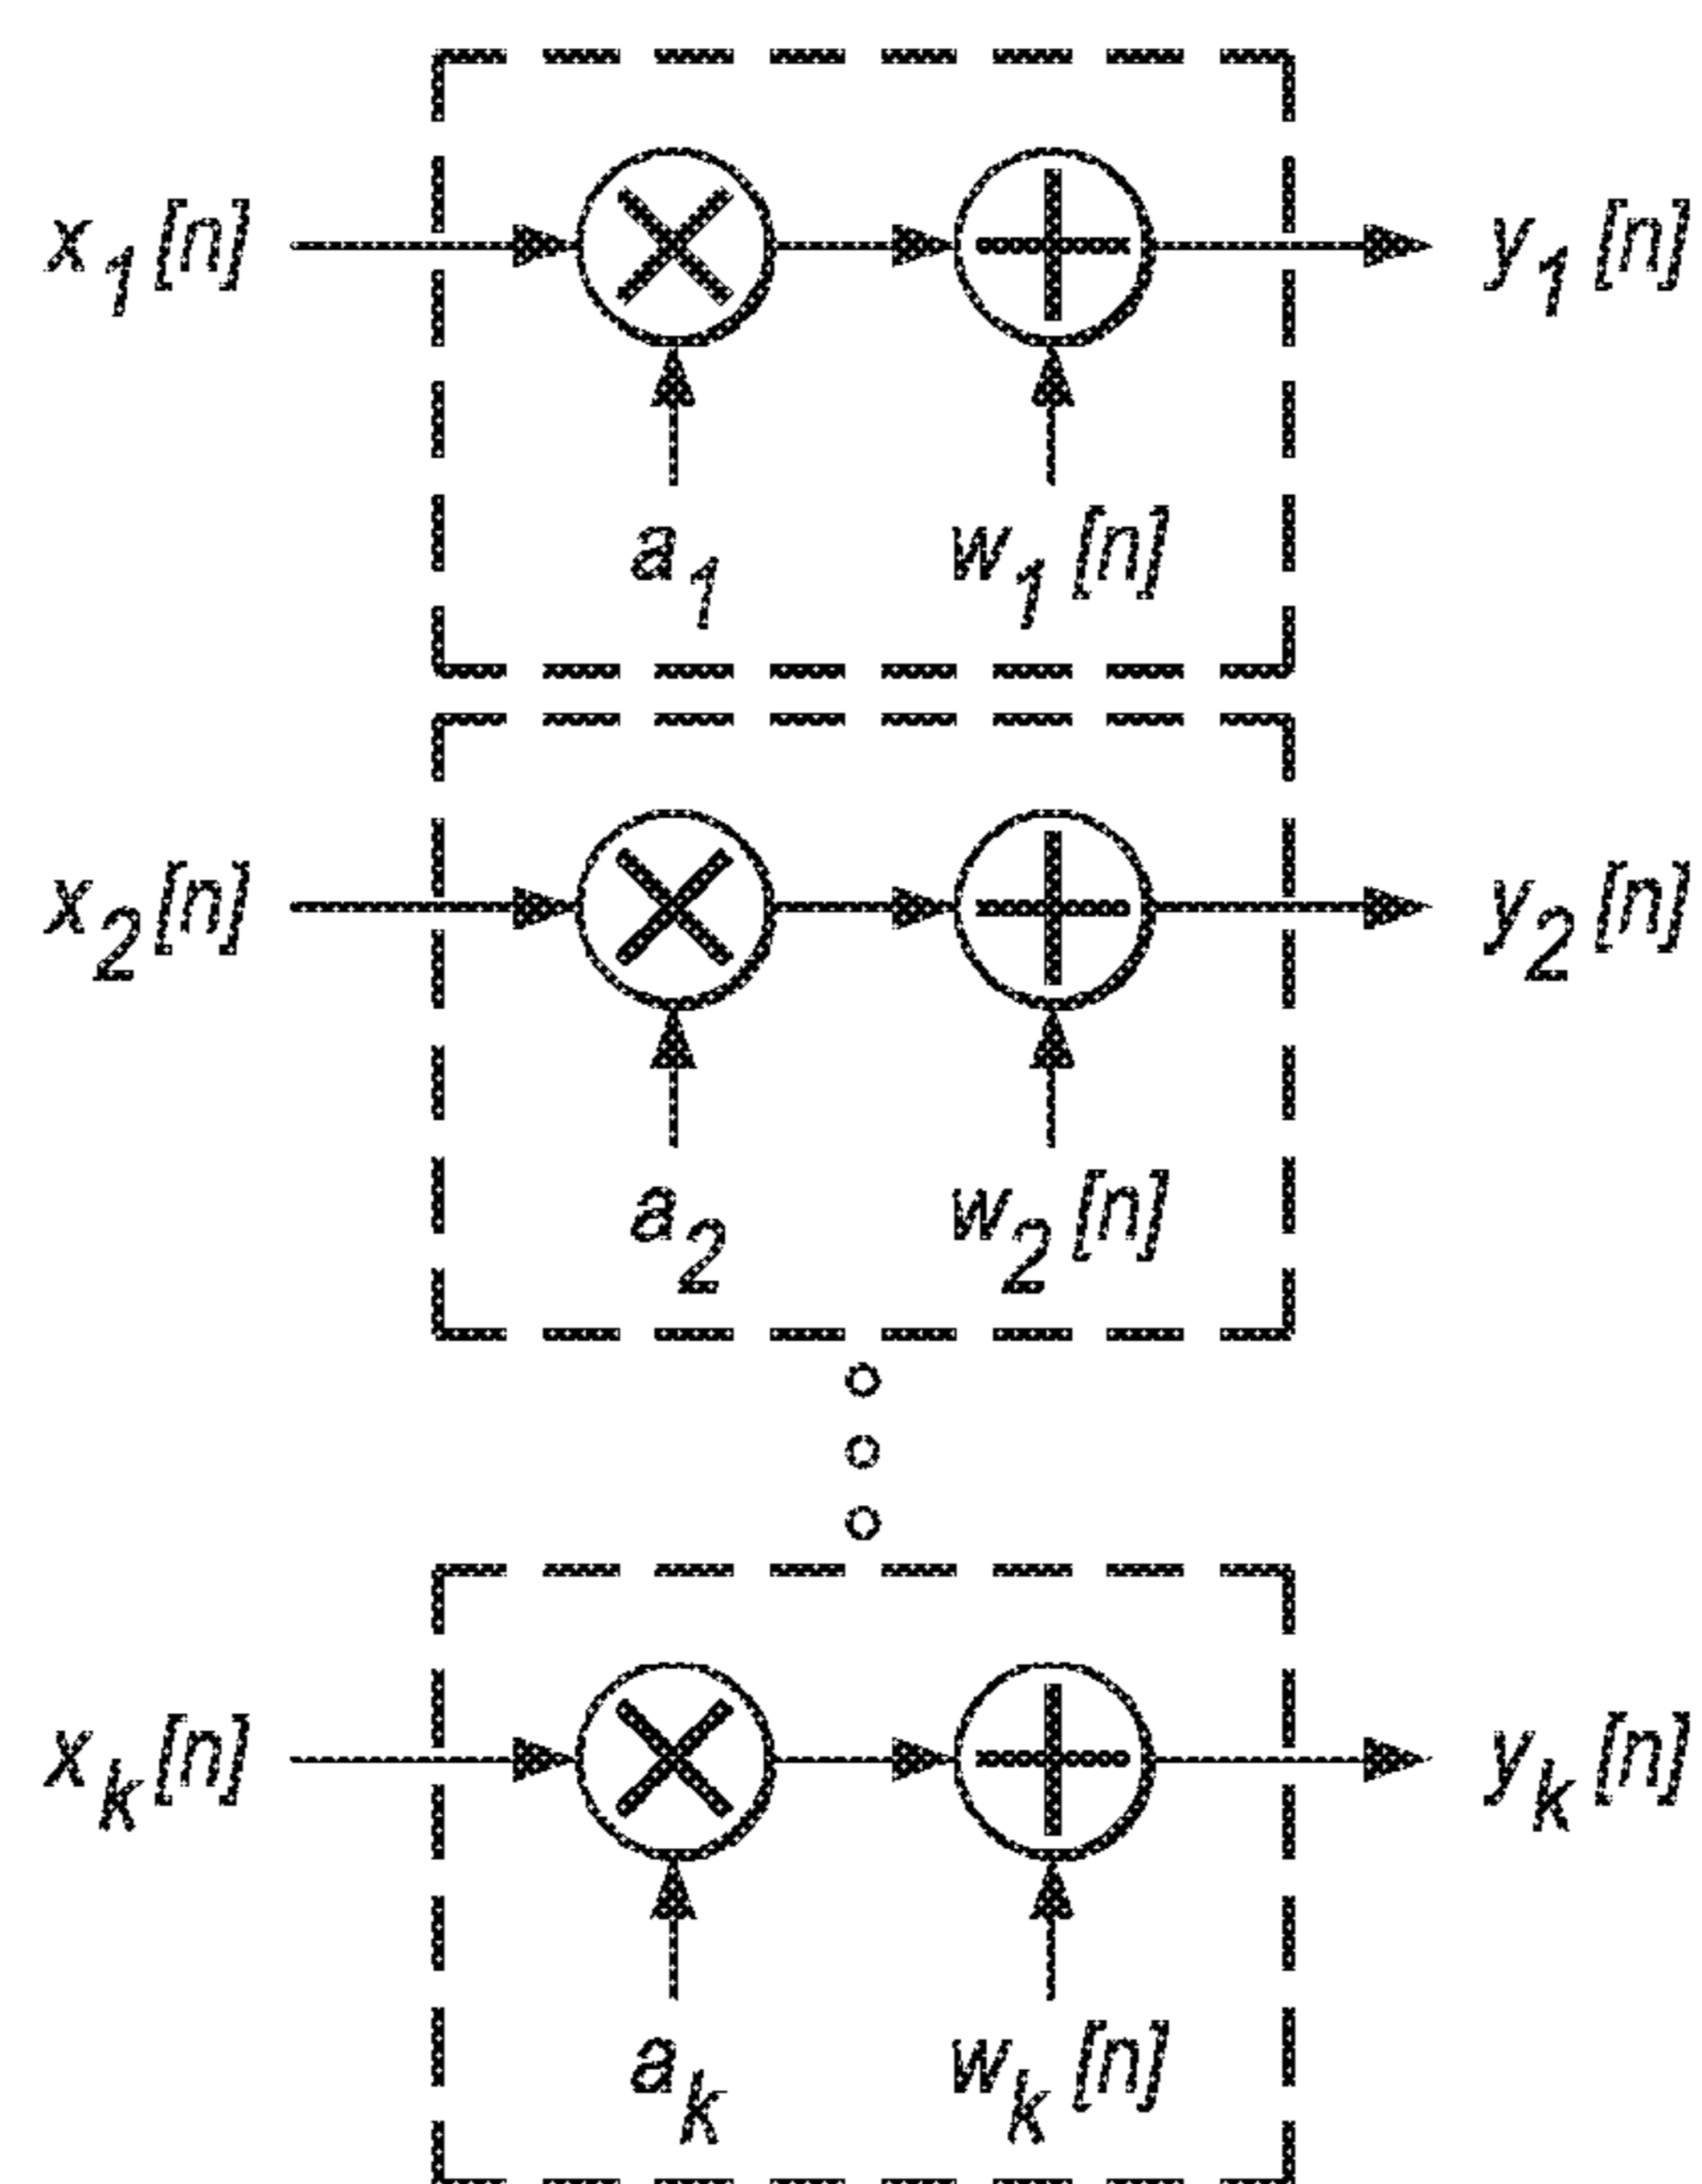 x₁[n] y₁[n]
a₁ w₁[n]
x₂[n] y₂[n]
a₂ w₂[n]
xₖ[n] yₖ[n]
aₖ wₖ[n]